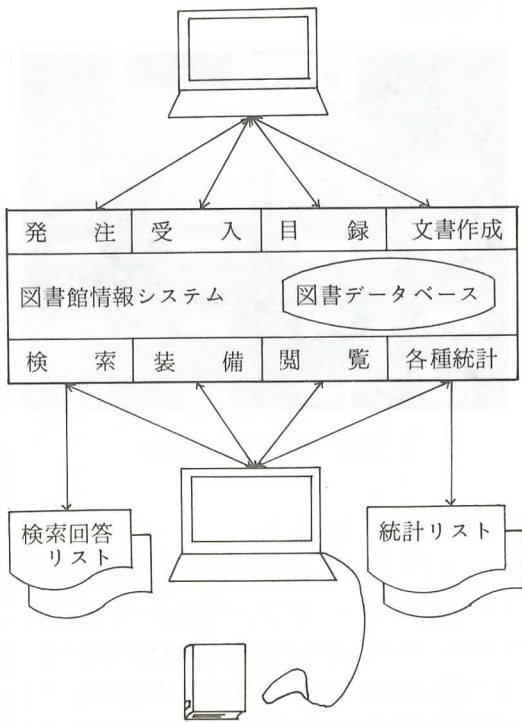 発注 受入 目録 文書作成
図書館情報システム 図書データベース
検索 装備 閲覧 各種統計
検索回答
リスト
統計リスト